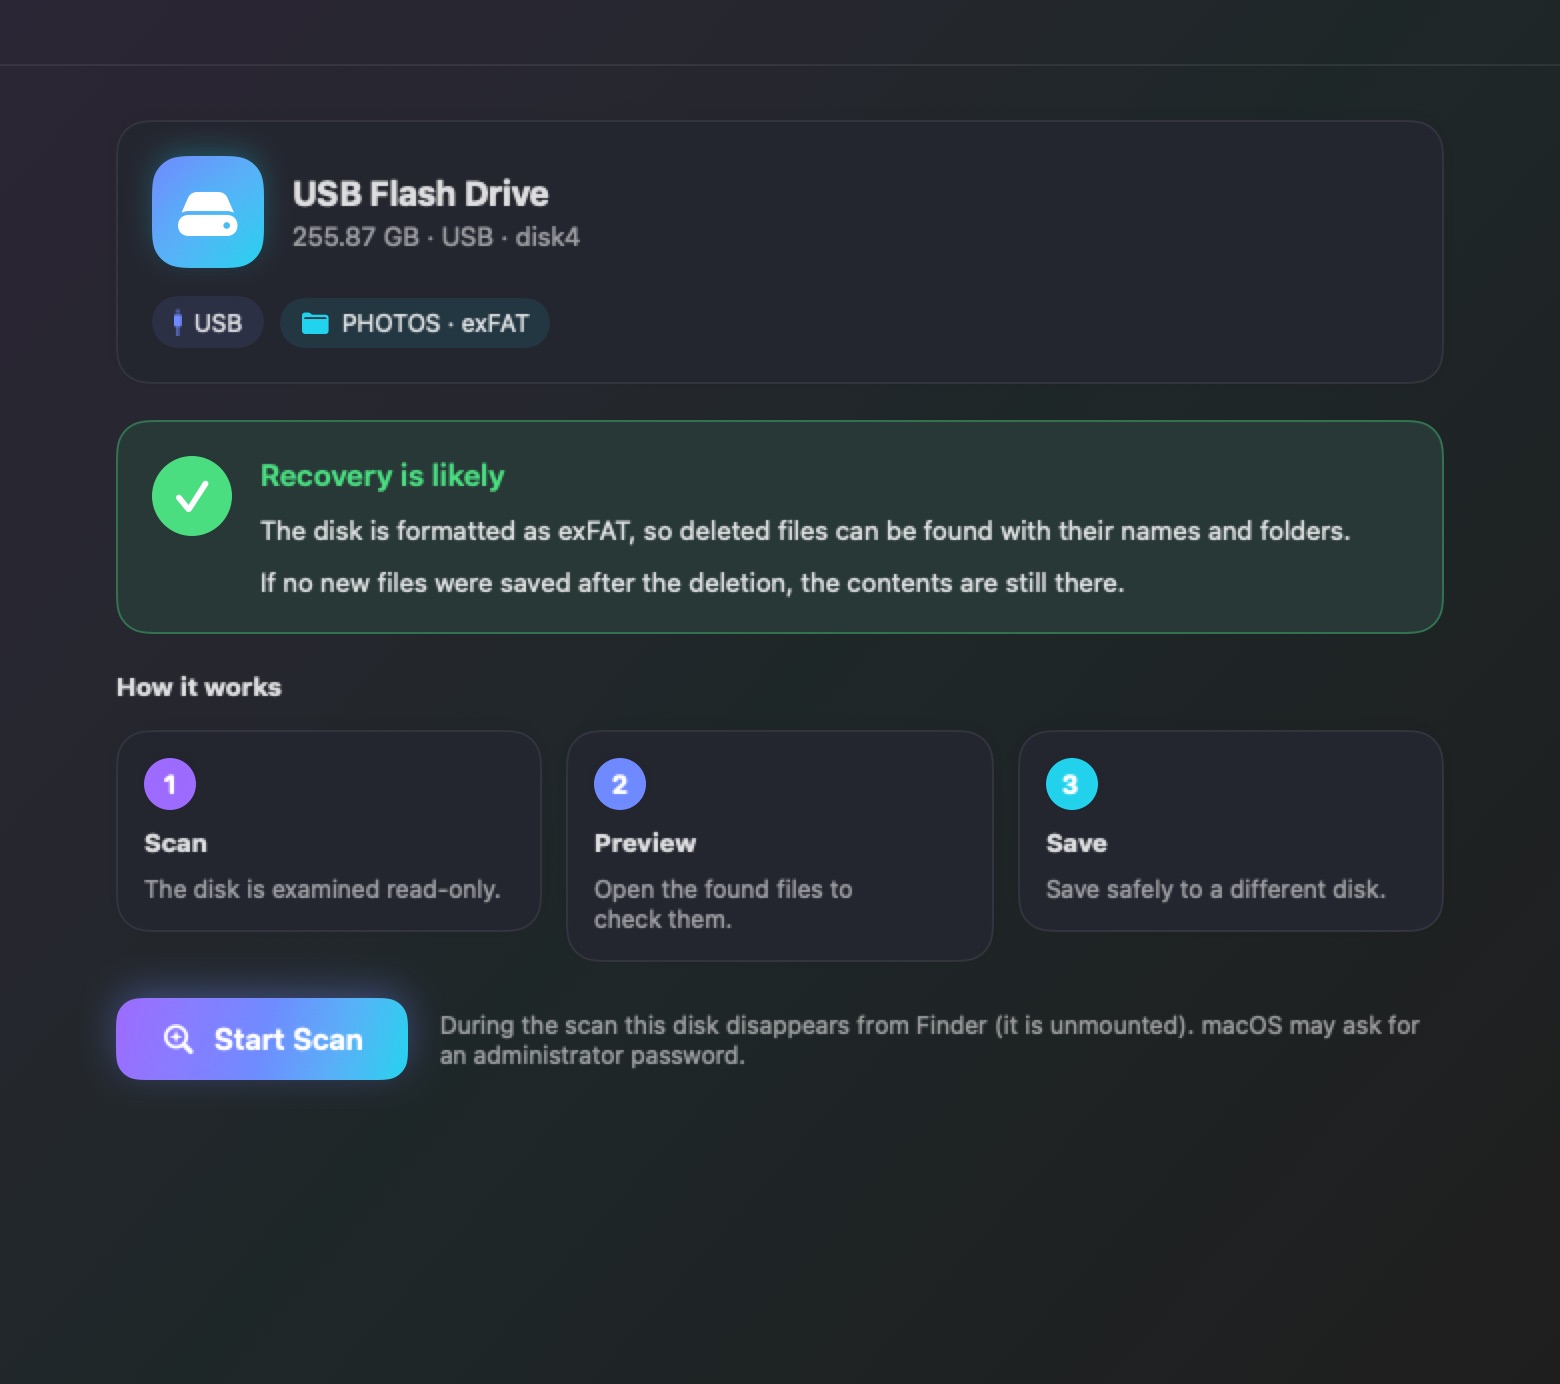 USB Flash Drive
255.87 GB · USB · disk4
USB
PHOTOS · exFAT
Recovery is likely
The disk is formatted as exFAT, so deleted files can be found with their names and folders.
If no new files were saved after the deletion, the contents are still there.
How it works
1
Scan
The disk is examined read-only.
2
Preview
Open the found files to
check them.
3
Save
Save safely to a different disk.
Start Scan
During the scan this disk disappears from Finder (it is unmounted). macOS may ask for
an administrator password.